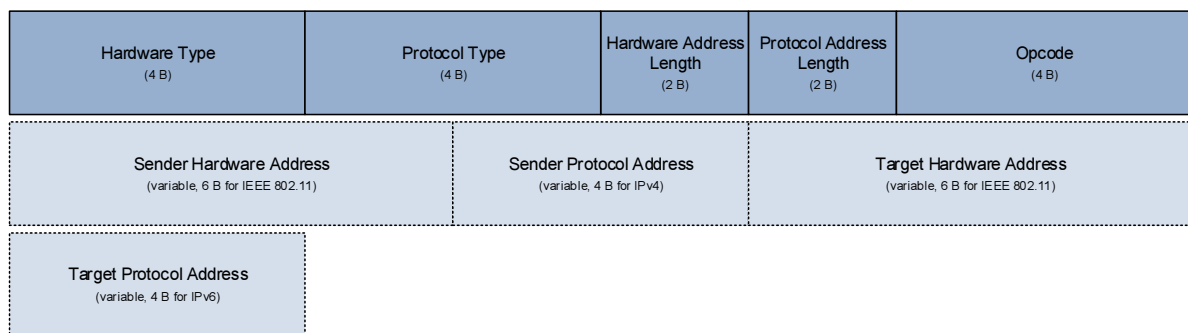 Hardware Type
(4 B)
Protocol Type
(4 B)
Hardware Address
Length
(2 B)
Protocol Address
Length
(2 B)
Opcode
(4 B)
Sender Hardware Address
(variable, 6 B for IEEE 802.11)
Sender Protocol Address
(variable, 4 B for IPv4)
Target Hardware Address
(variable, 6 B for IEEE 802.11)
Target Protocol Address
(variable, 4 B for IPv6)